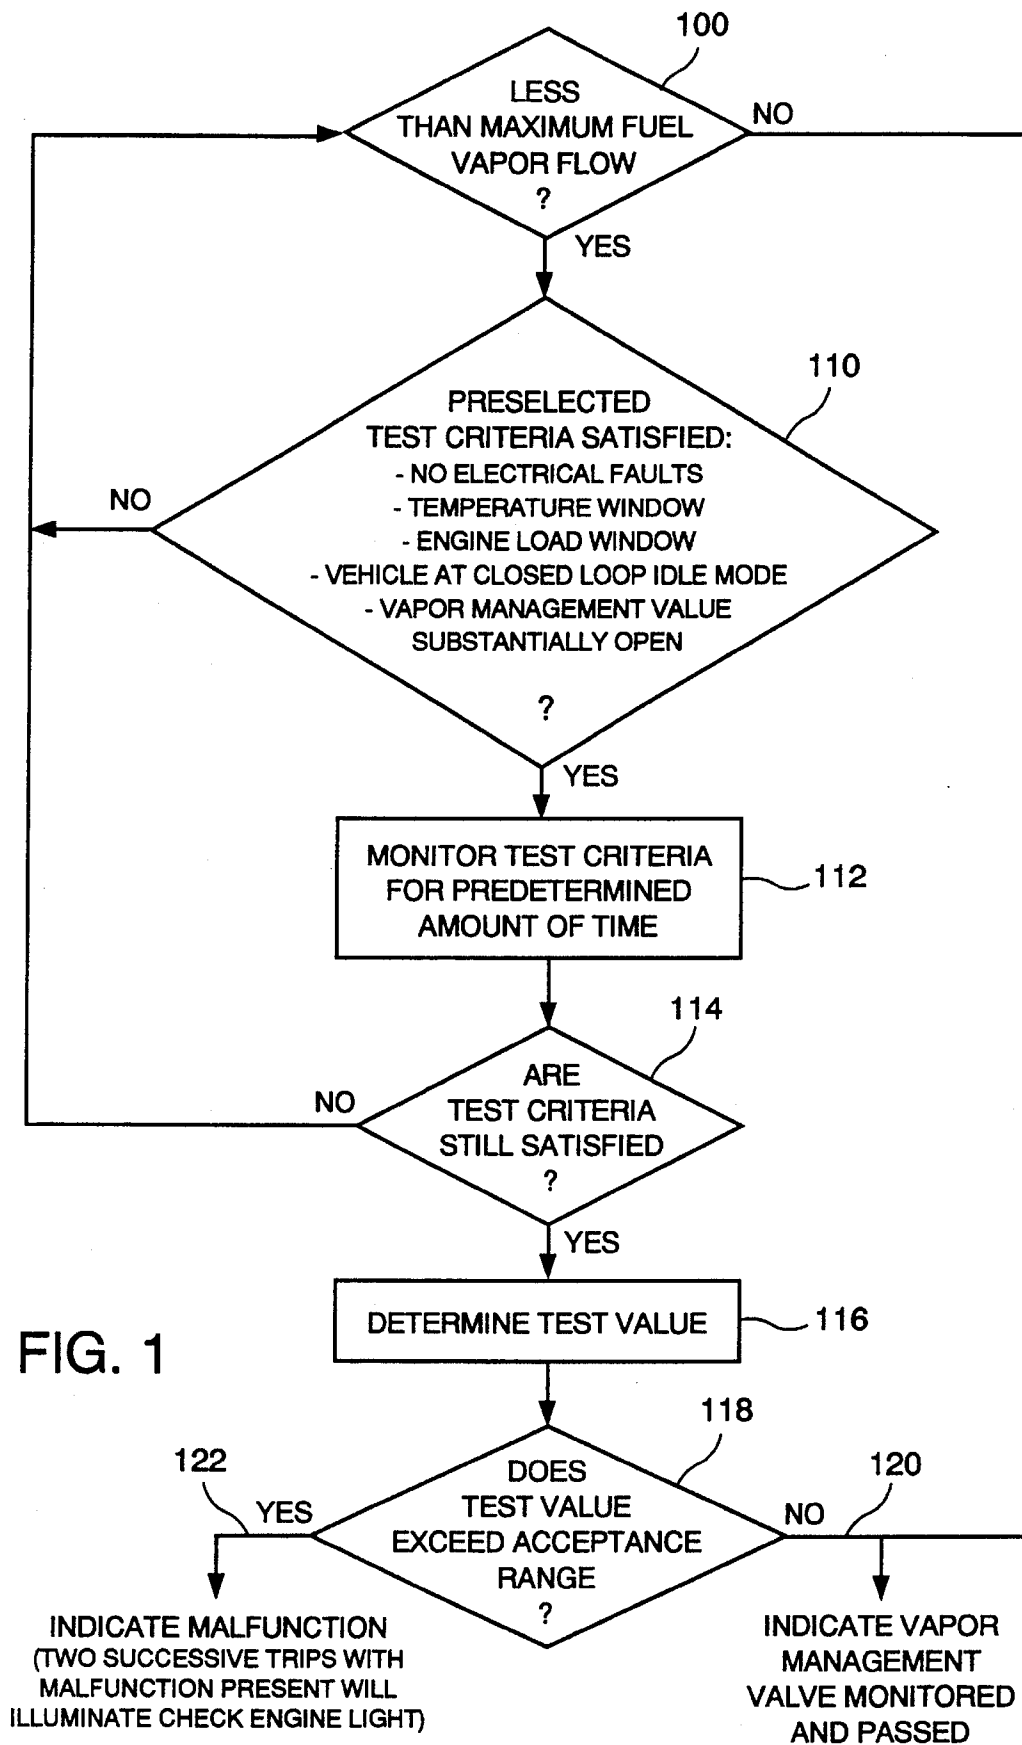 100
LESS
THAN MAXIMUM FUEL
VAPOR FLOW
?
NO
YES
110
PRESELECTED
TEST CRITERIA SATISFIED:
- NO ELECTRICAL FAULTS
- TEMPERATURE WINDOW
- ENGINE LOAD WINDOW
- VEHICLE AT CLOSED LOOP IDLE MODE
- VAPOR MANAGEMENT VALUE
SUBSTANTIALLY OPEN
?
NO
YES
MONITOR TEST CRITERIA
FOR PREDETERMINED
AMOUNT OF TIME
112
114
ARE
TEST CRITERIA
STILL SATISFIED
?
NO
YES
DETERMINE TEST VALUE
116
FIG. 1
118
DOES
TEST VALUE
EXCEED ACCEPTANCE
RANGE
?
122
YES
NO
120
INDICATE MALFUNCTION
(TWO SUCCESSIVE TRIPS WITH
MALFUNCTION PRESENT WILL
ILLUMINATE CHECK ENGINE LIGHT)
INDICATE VAPOR
MANAGEMENT
VALVE MONITORED
AND PASSED